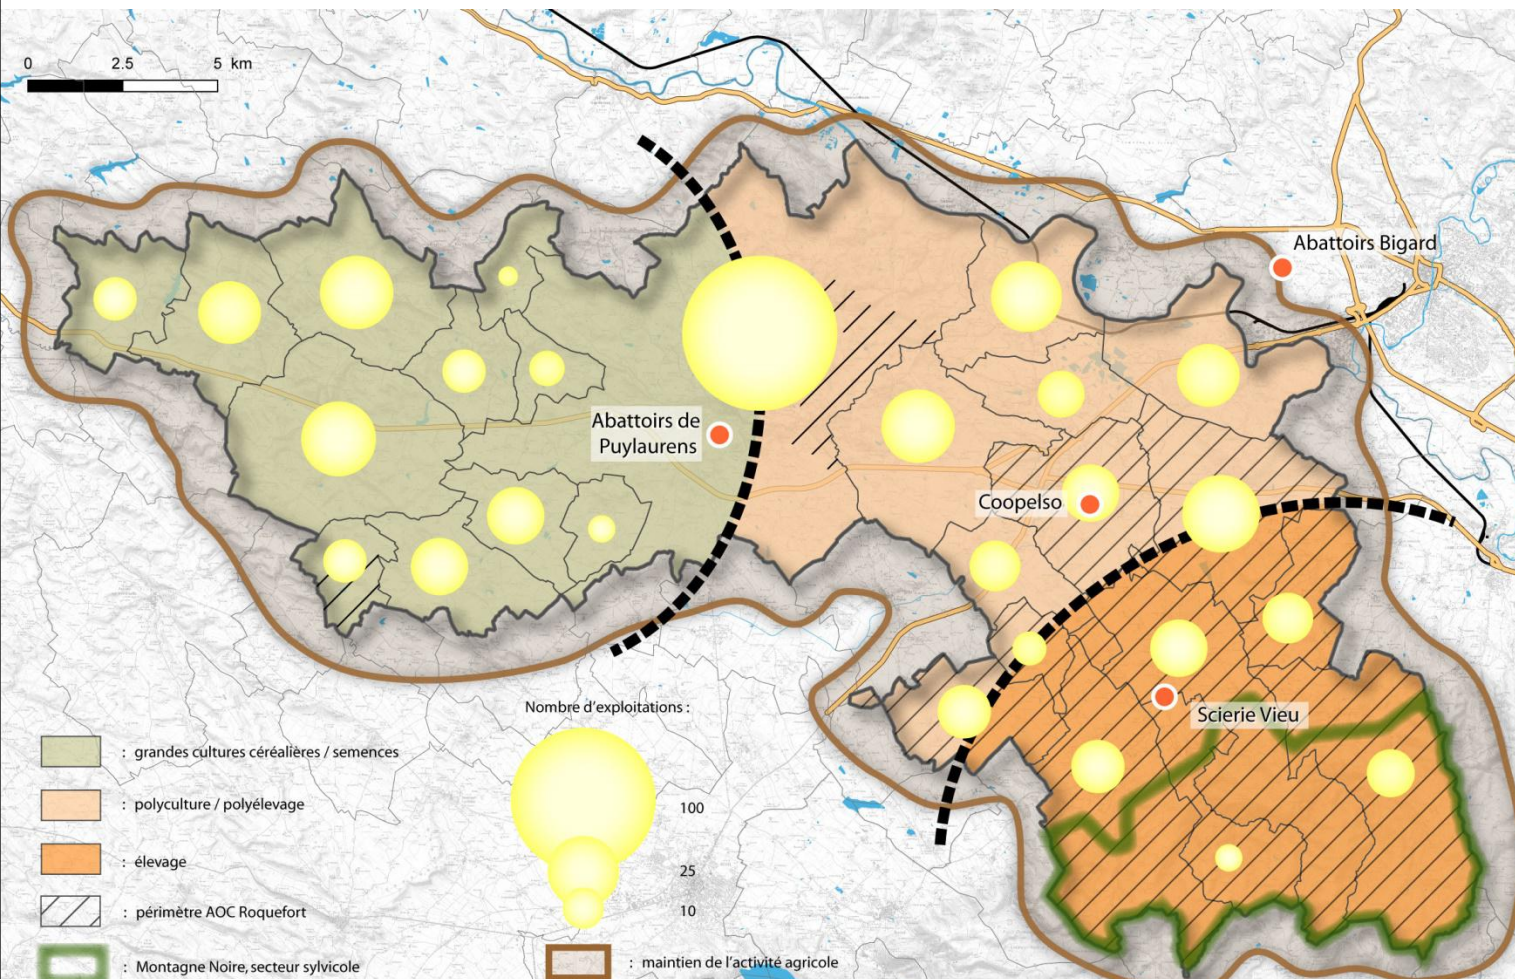 0 2.5 5 km
Abattoirs Bigard
Abattoirs de
Puylaurens
Coopelso
Scierie Vieu
Nombre d'exploitations :
100
25
10
: grandes cultures céréalières / semences
: polyculture / polyélevage
: élevage
: périmètre AOC Roquefort
: Montagne Noire, secteur sylvicole
: maintien de l'activité agricole